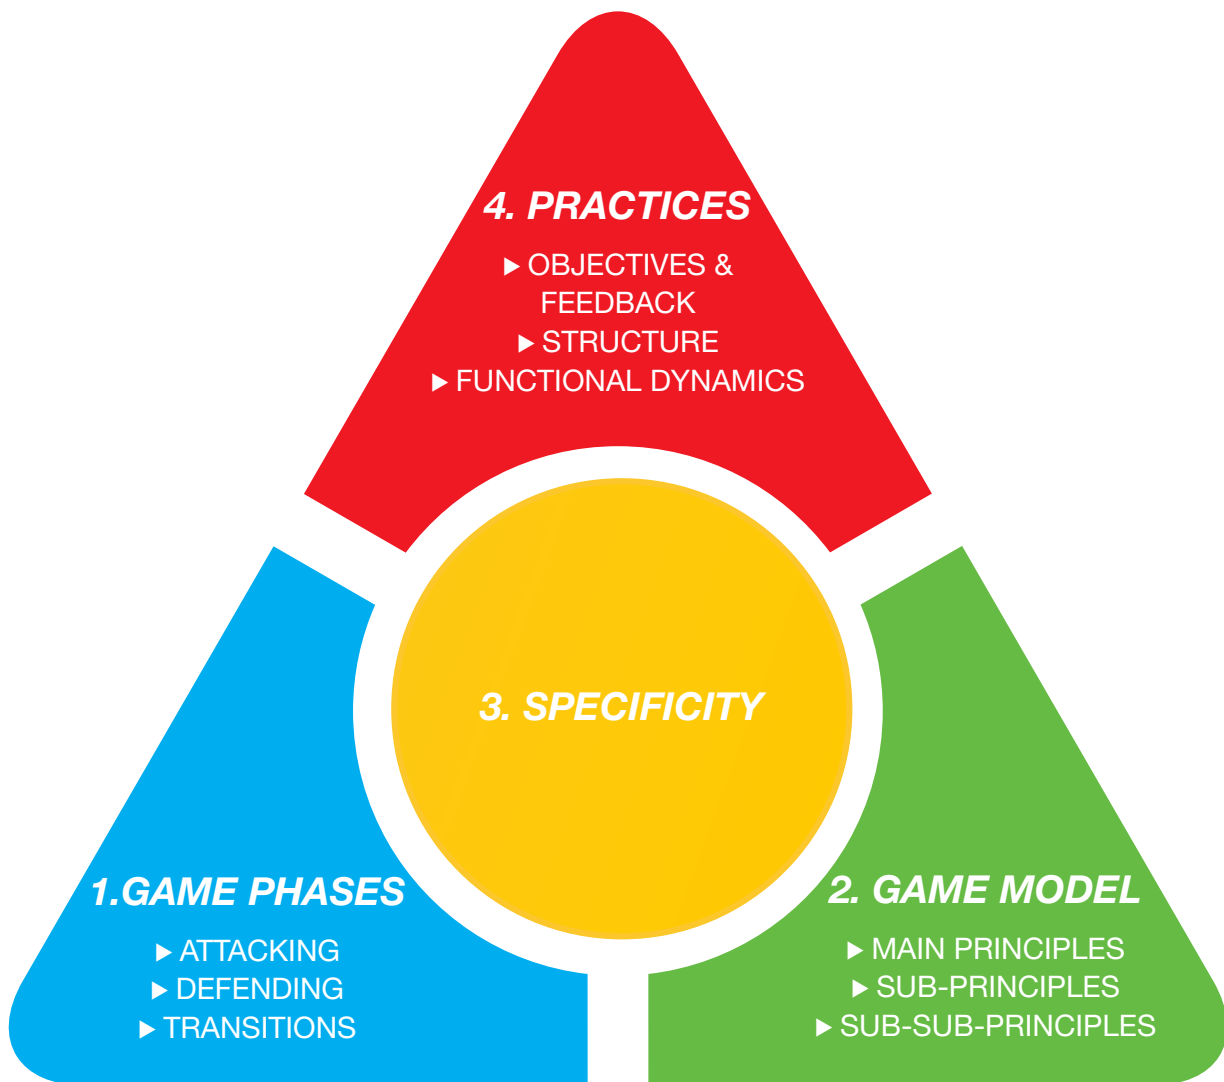 4. PRACTICES
▶ OBJECTIVES &
FEEDBACK
▶ STRUCTURE
▶ FUNCTIONAL DYNAMICS
3. SPECIFICITY
1.GAME PHASES
▶ ATTACKING
▶ DEFENDING
▶ TRANSITIONS
2. GAME MODEL
▶ MAIN PRINCIPLES
▶ SUB-PRINCIPLES
▶ SUB-SUB-PRINCIPLES